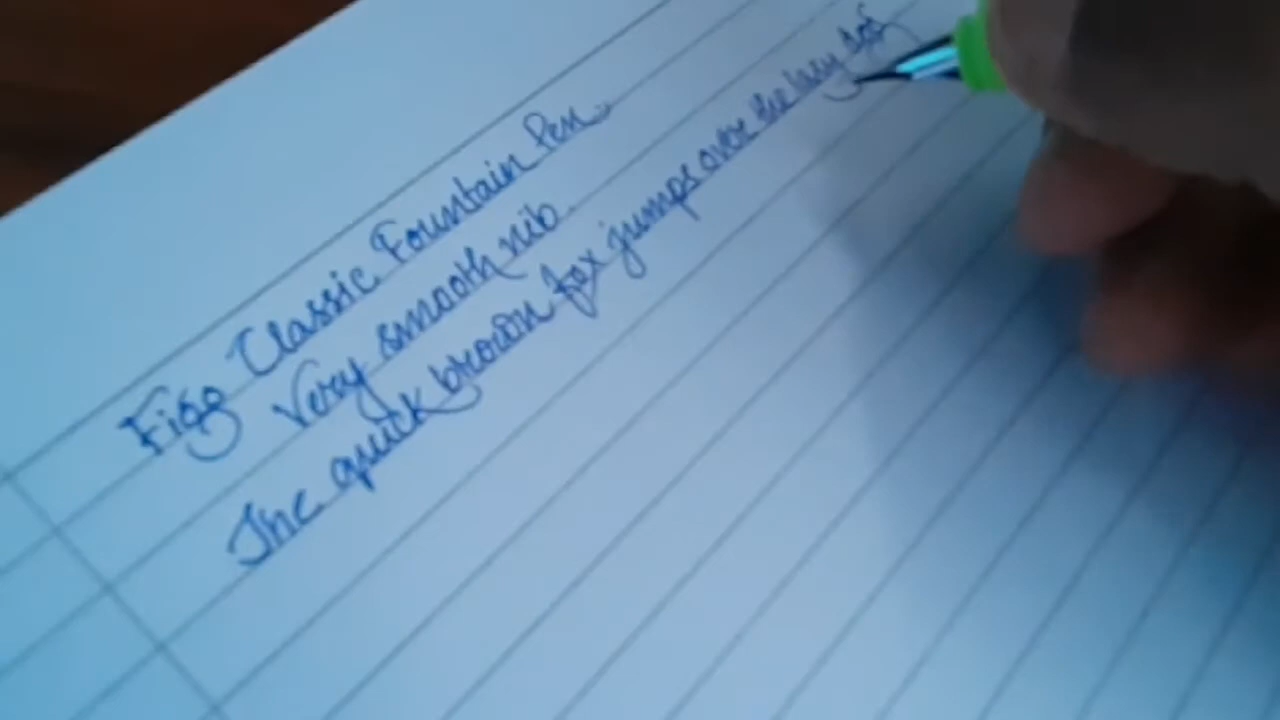 Figo Classic Fountain Pen.
Very smooth nib.
The quick brown fox jumps over the lazy dog